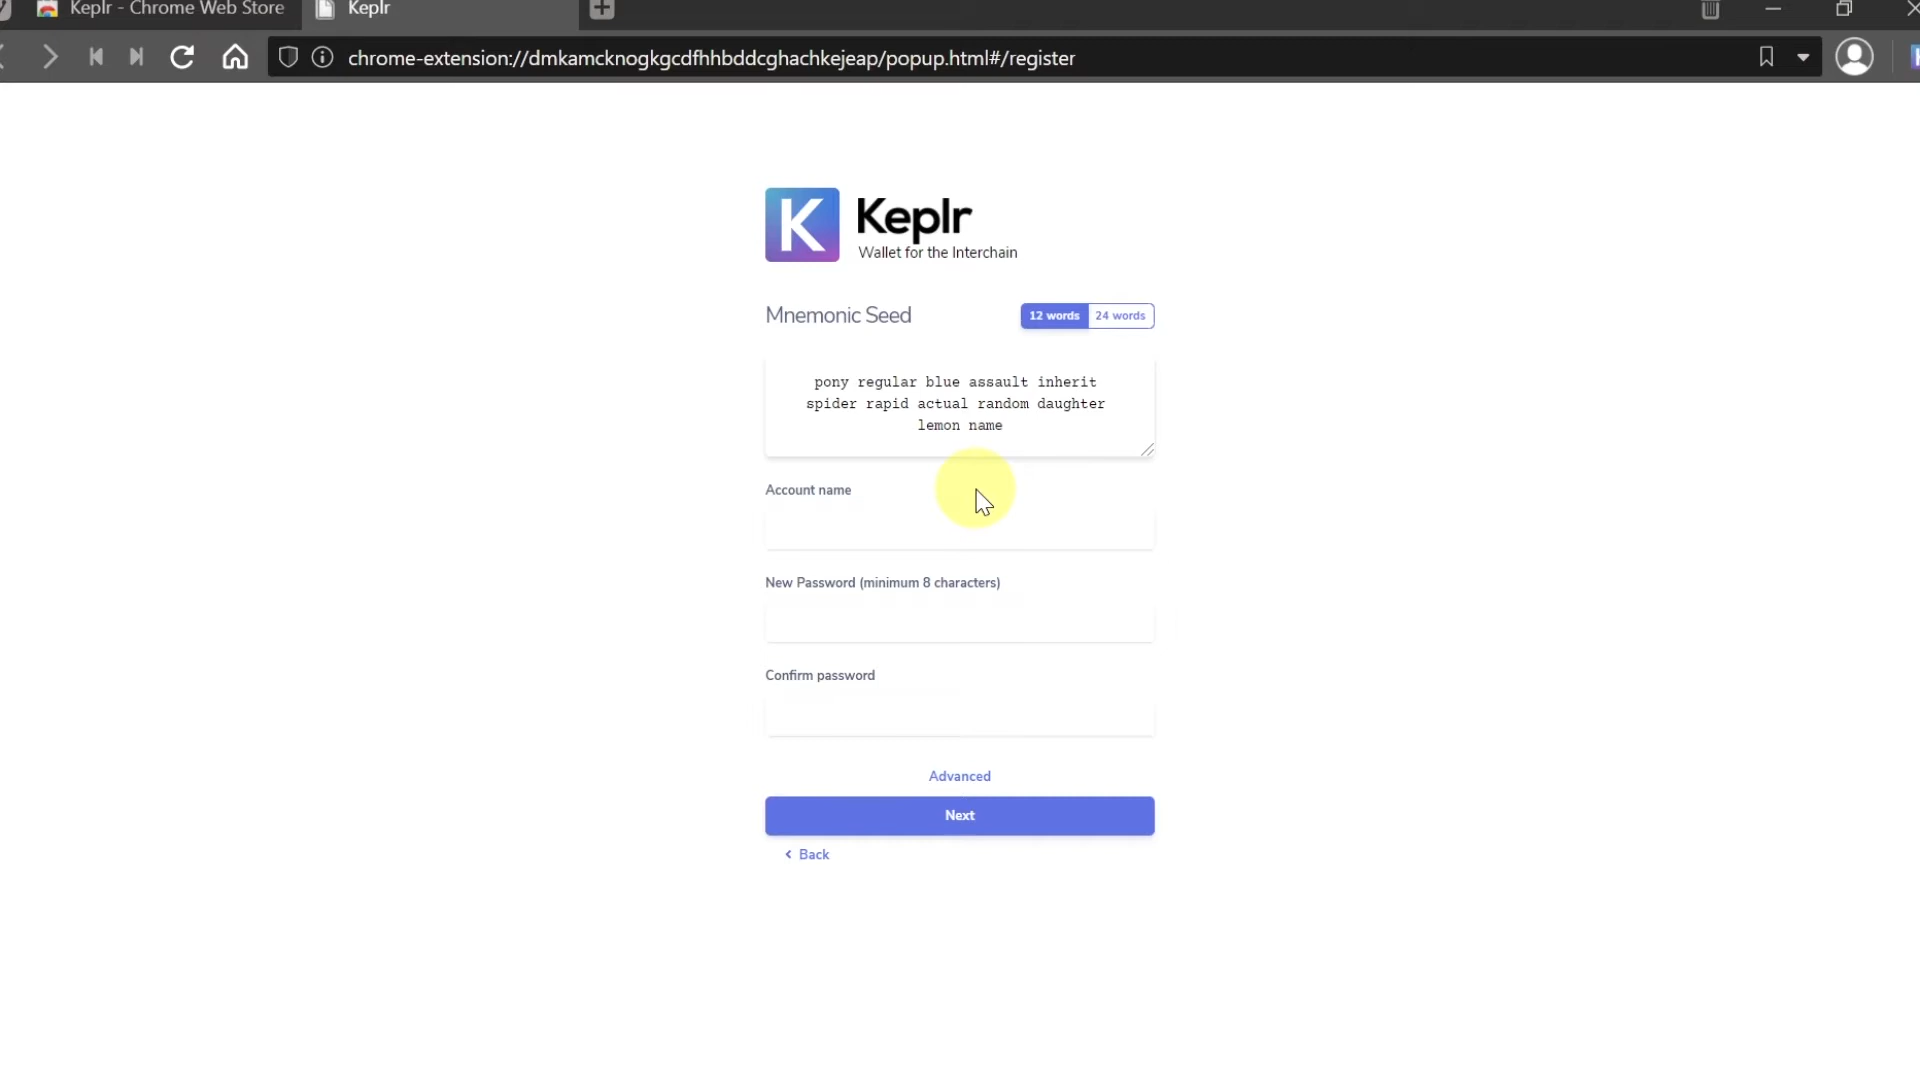 Keplr - Chrome Web Store
Keplr
chrome-extension://dmkamcknogkgcdfhhbddcghachkejeap/popup.html#/register
K
Keplr
Wallet for the Interchain
Mnemonic Seed
12 words
24 words
pony regular blue assault inherit
spider rapid actual random daughter
lemon name
Account name
New Password (minimum 8 characters)
Confirm password
Advanced
Next
Back